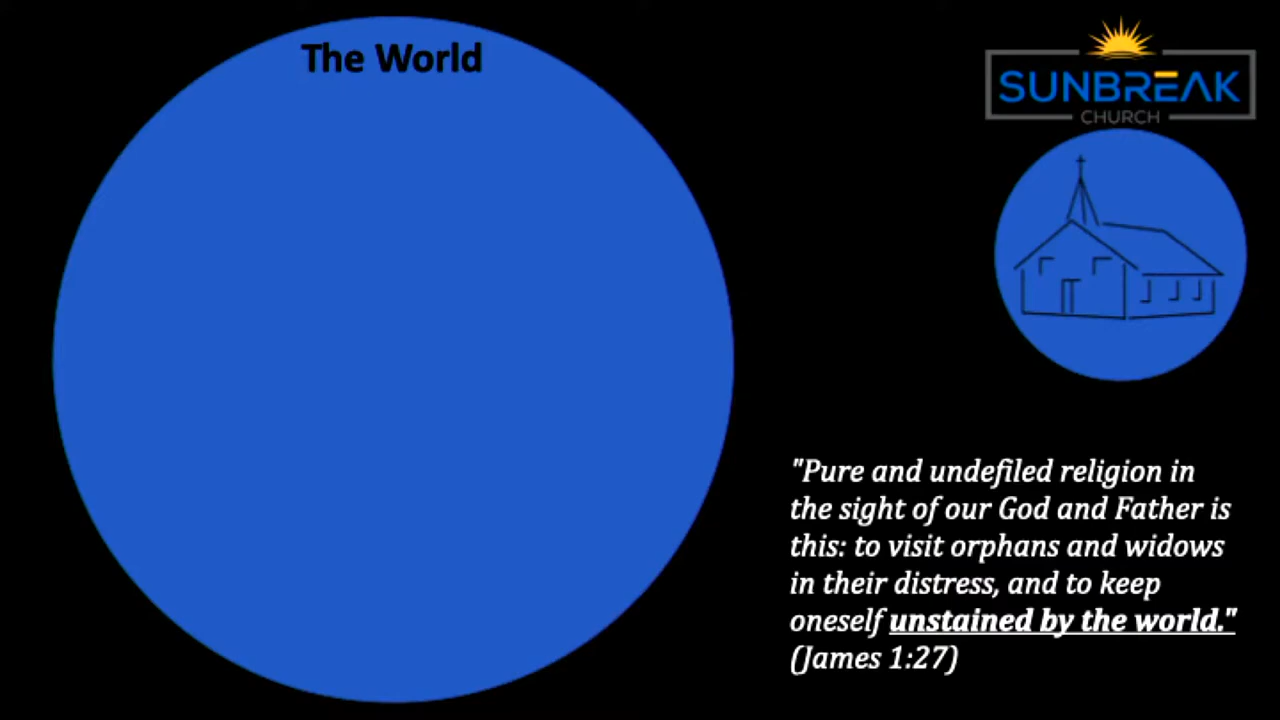 The World
SUNBREAK
CHURCH
"Pure and undefiled religion in
the sight of our God and Father is
this: to visit orphans and widows
in their distress, and to keep
oneself unstained by the world."
(James 1:27)